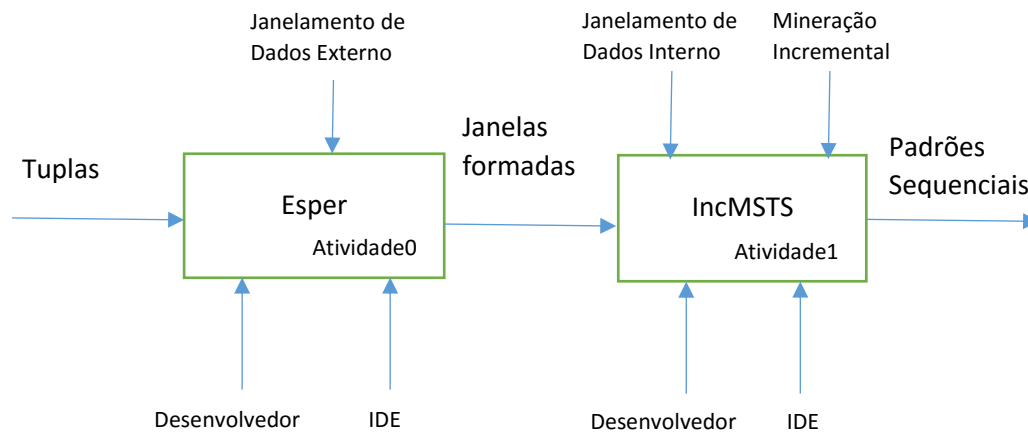 Janelamento de
Dados Externo
Janelamento de
Dados Interno
Mineração
Incremental
Tuplas
Esper
Atividade0
Janelas
formadas
IncMSTS
Atividade1
Padrões
Sequenciais
Desenvolvedor
IDE
Desenvolvedor
IDE